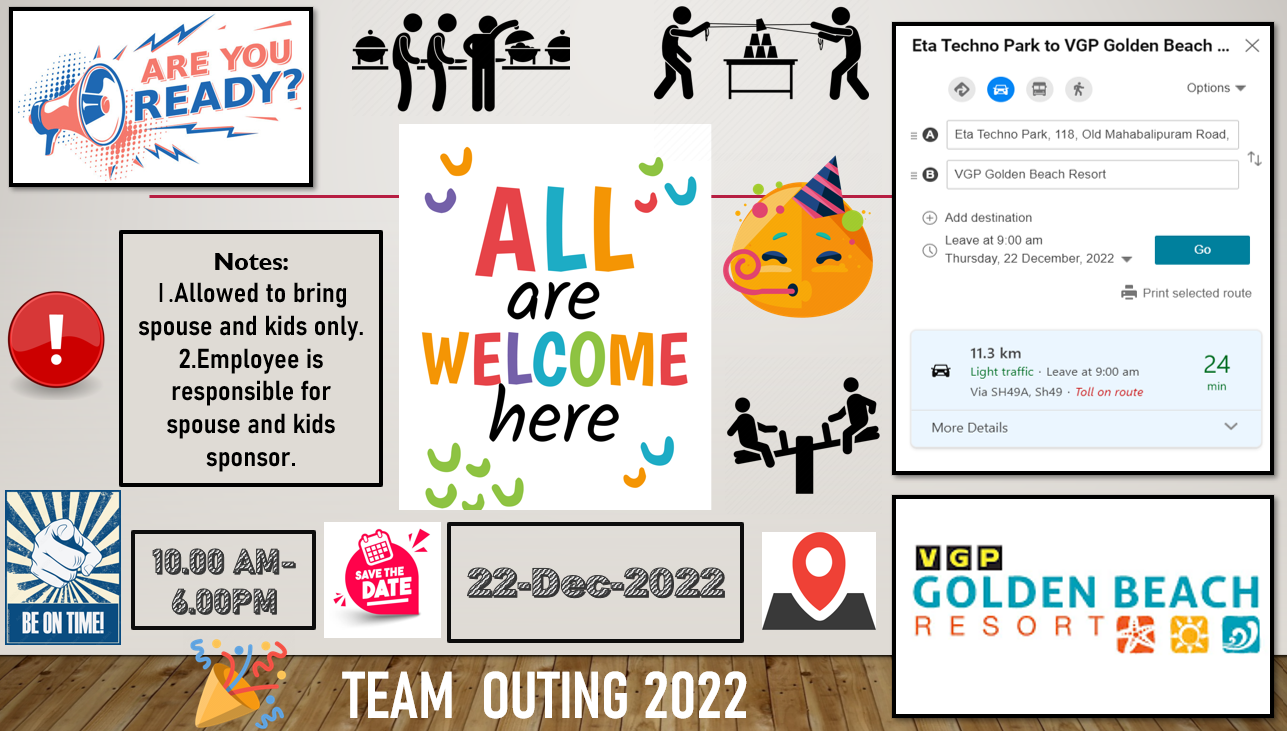 ARE YOU
READY?
Notes:
1.Allowed to bring
spouse and kids only.
2.Employee is
responsible for
spouse and kids
sponsor.
BE ON TIME!
10.00 AM-
6.00PM
ALL
are
WELCOME
here
SAVE THE
DATE
22-Dec-2022
TEAM OUTING 2022
Eta Techno Park to VGP Golden Beach ...
Options
A
Eta Techno Park, 118, Old Mahabalipuram Road,
B
VGP Golden Beach Resort
Add destination
Leave at 9:00 am
Thursday, 22 December, 2022
Go
Print selected route
11.3 km
Light traffic · Leave at 9:00 am
Via SH49A, Sh49 · Toll on route
24
min
More Details
VGP
GOLDEN BEACH
RESORT